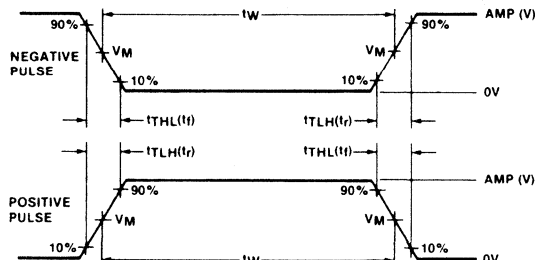 tW
AMP (V)
90%
90%
NEGATIVE
PULSE
VM
VM
10%
10%
0V
tTHL(tf)
tTLH(tr)
tTLH(tr)
tTHL(tf)
AMP (V)
90%
90%
POSITIVE
PULSE
VM
VM
10%
10%
tW
0V